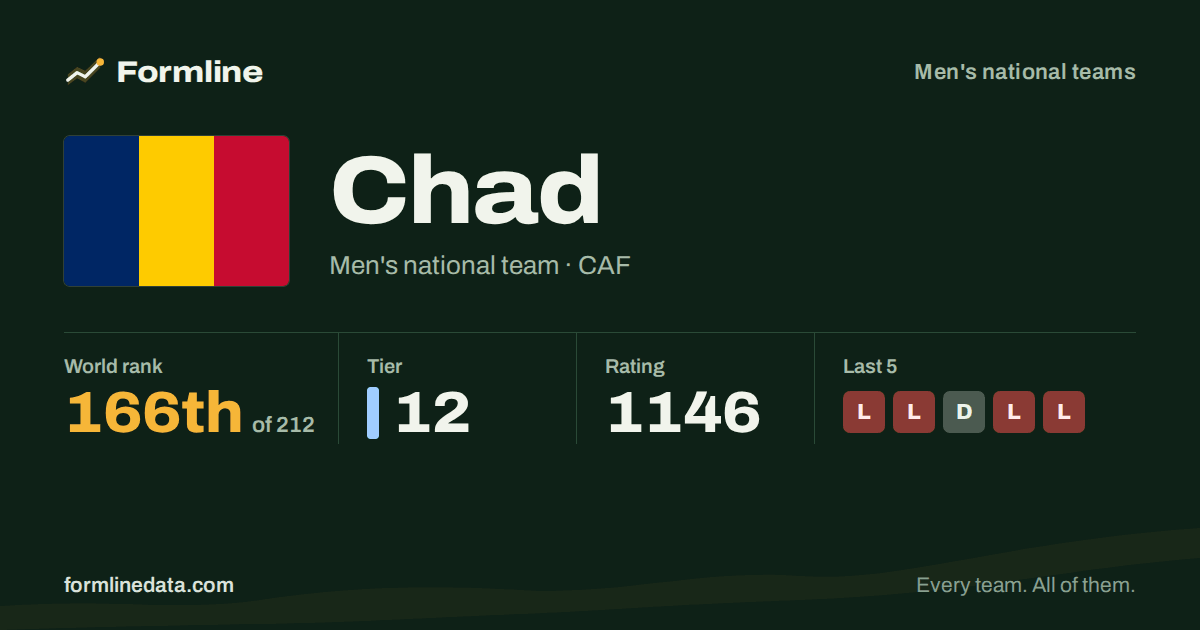 Formline
Men's national teams
Chad
Men's national team · CAF
World rank
166th of 212
Tier
12
Rating
1146
Last 5
L L D L L
formlinedata.com
Every team. All of them.